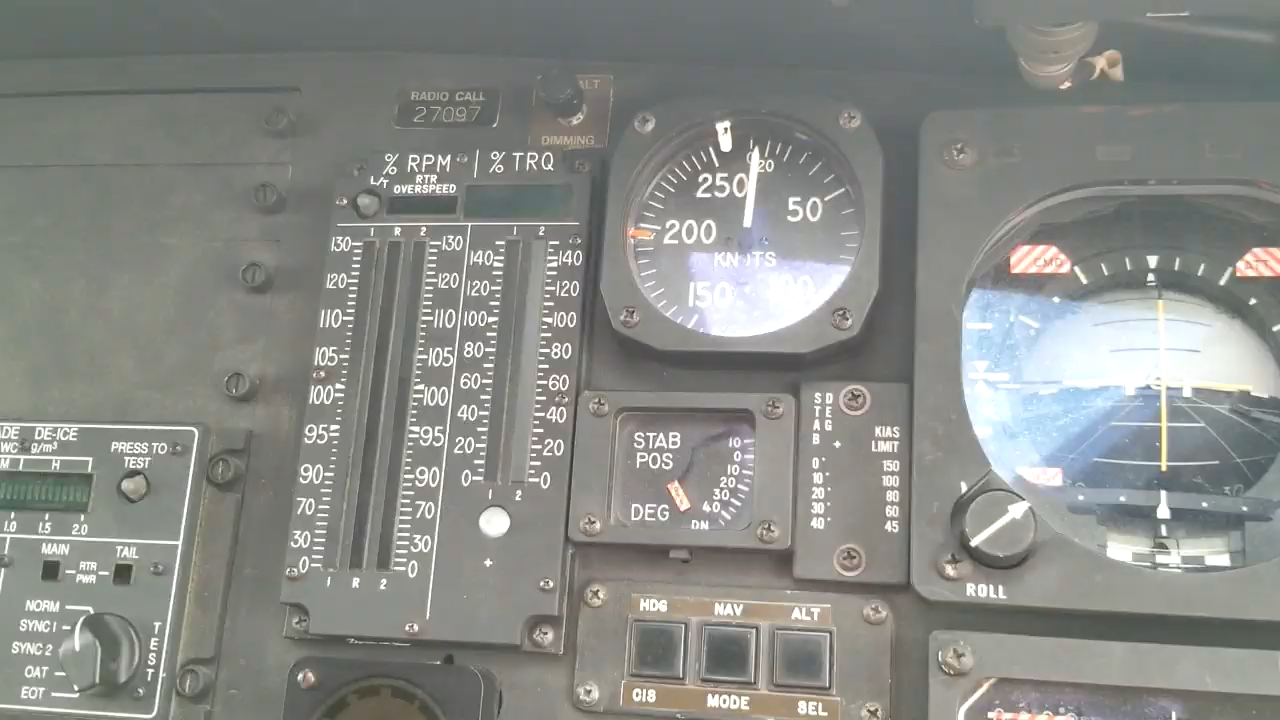 RADIO CALL
27097
ALT
DIMMING
% RPM | % TRQ
L/T
RTR
OVERSPEED
1 R 2
1 2
130 130
120 120
110 110
105 105
100 100
95 95
90 90
70 70
30 30
0 0
1 R 2
140 140
120 120
100 100
80 80
60 60
40 40
20 20
0 0
1 2
20
250
50
200
KNOTS
150
100
STAB
POS
DEG
10
0
10
20
30
40
DN
STAB
DEG
KIAS
LIMIT
0° 150
10° 100
20° 80
30° 60
40° 45
CMD
ATT
ROLL
DE-ICE
g/m³
PRESS TO
TEST
M H
1.0 1.5 2.0
MAIN
TAIL
RTR
PWR
NORM
SYNC 1
SYNC 2
OAT
EOT
TEST
HDG NAV ALT
CIS MODE SEL